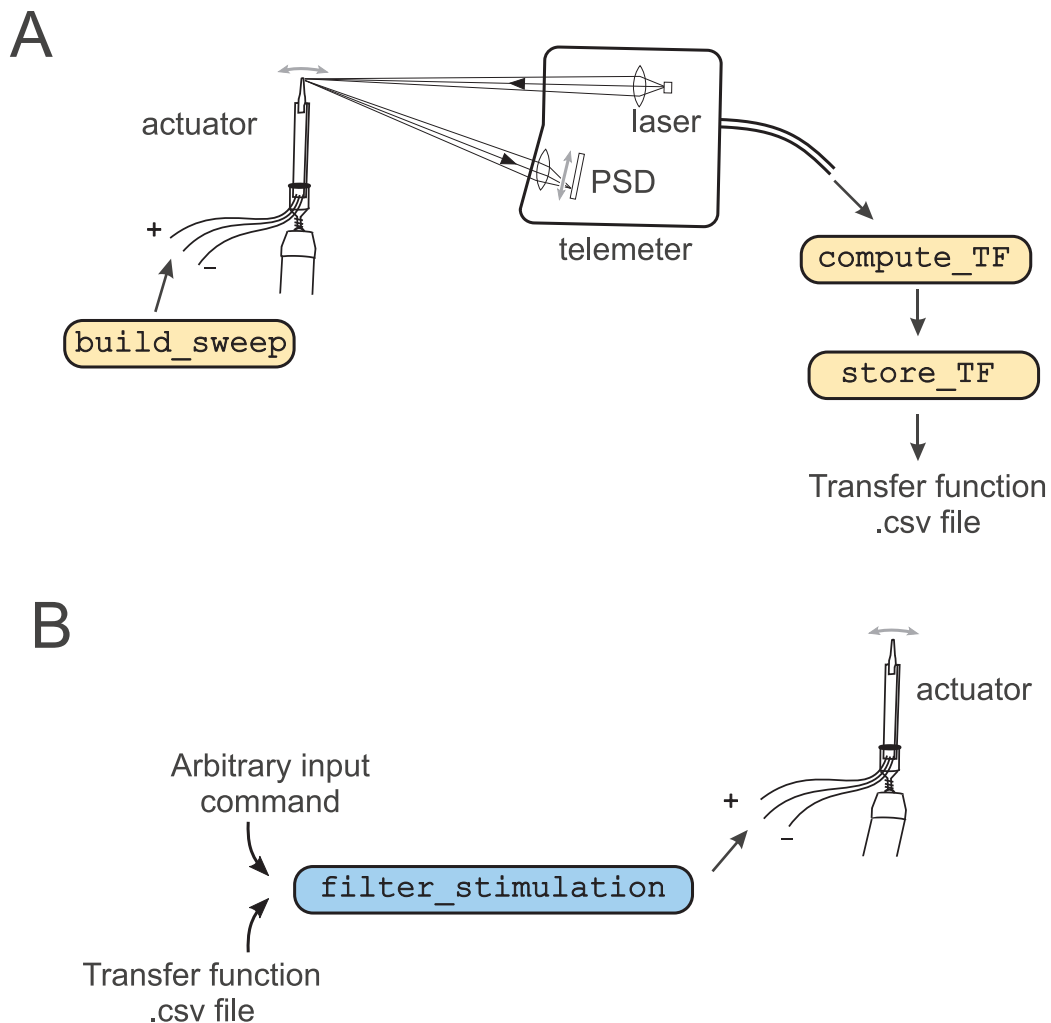 A
actuator
laser
PSD
telemeter
+
−
build_sweep
compute_TF
store_TF
Transfer function
.csv file
B
actuator
Arbitrary input
command
+
−
filter_stimulation
Transfer function
.csv file